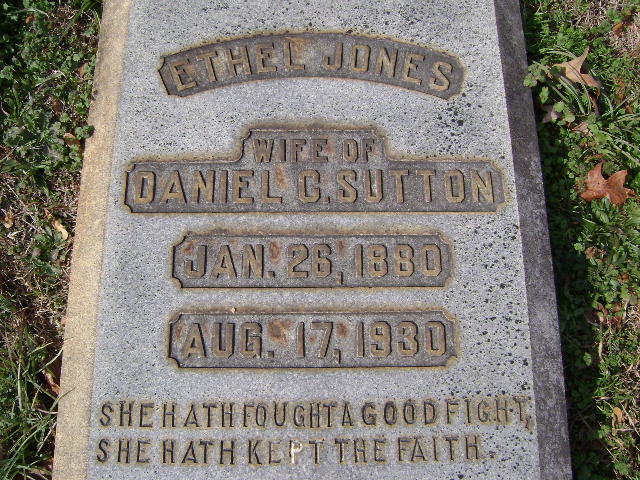 ETHEL JONES
WIFE OF
DANIEL C. SUTTON
JAN. 26, 1880
AUG. 17, 1930
SHE HATH FOUGHT A GOOD FIGHT,
SHE HATH KEPT THE FAITH.